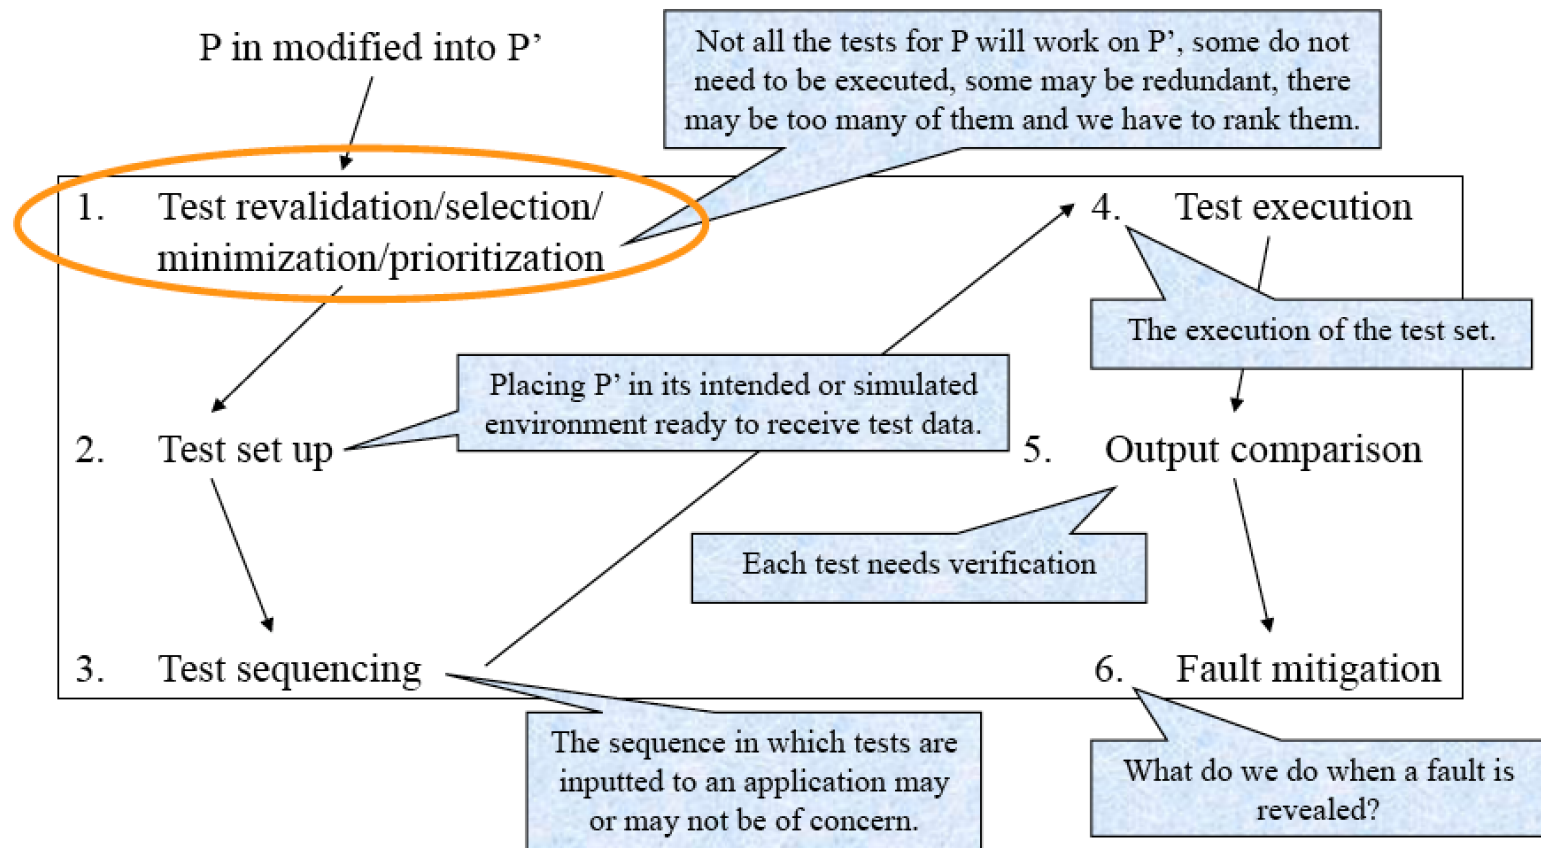 P in modified into P’
Not all the tests for P will work on P’, some do not
need to be executed, some may be redundant, there
may be too many of them and we have to rank them.
1. Test revalidation/selection/
minimization/prioritization
4. Test execution
The execution of the test set.
Placing P’ in its intended or simulated
environment ready to receive test data.
2. Test set up
5. Output comparison
Each test needs verification
3. Test sequencing
6. Fault mitigation
The sequence in which tests are
inputted to an application may
or may not be of concern.
What do we do when a fault is
revealed?